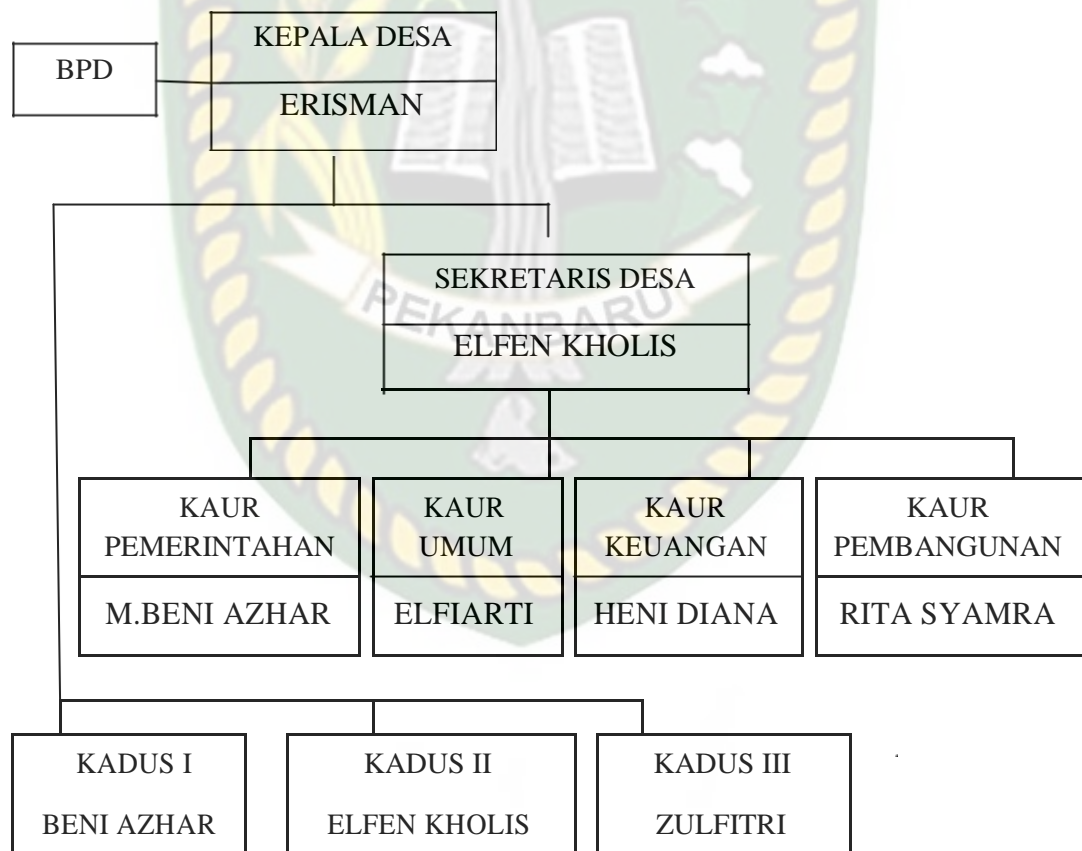 KEPALA DESA
BPD
ERISMAN
SEKRETARIS DESA
PEKANBARU
ELFEN KHOLIS
KAUR
PEMERINTAHAN
M.BENI AZHAR
KAUR
UMUM
ELFIARTI
KAUR
KEUANGAN
HENI DIANA
KAUR
PEMBANGUNAN
RITA SYAMRA
KADUS I
BENI AZHAR
KADUS II
ELFEN KHOLIS
KADUS III
ZULFITRI